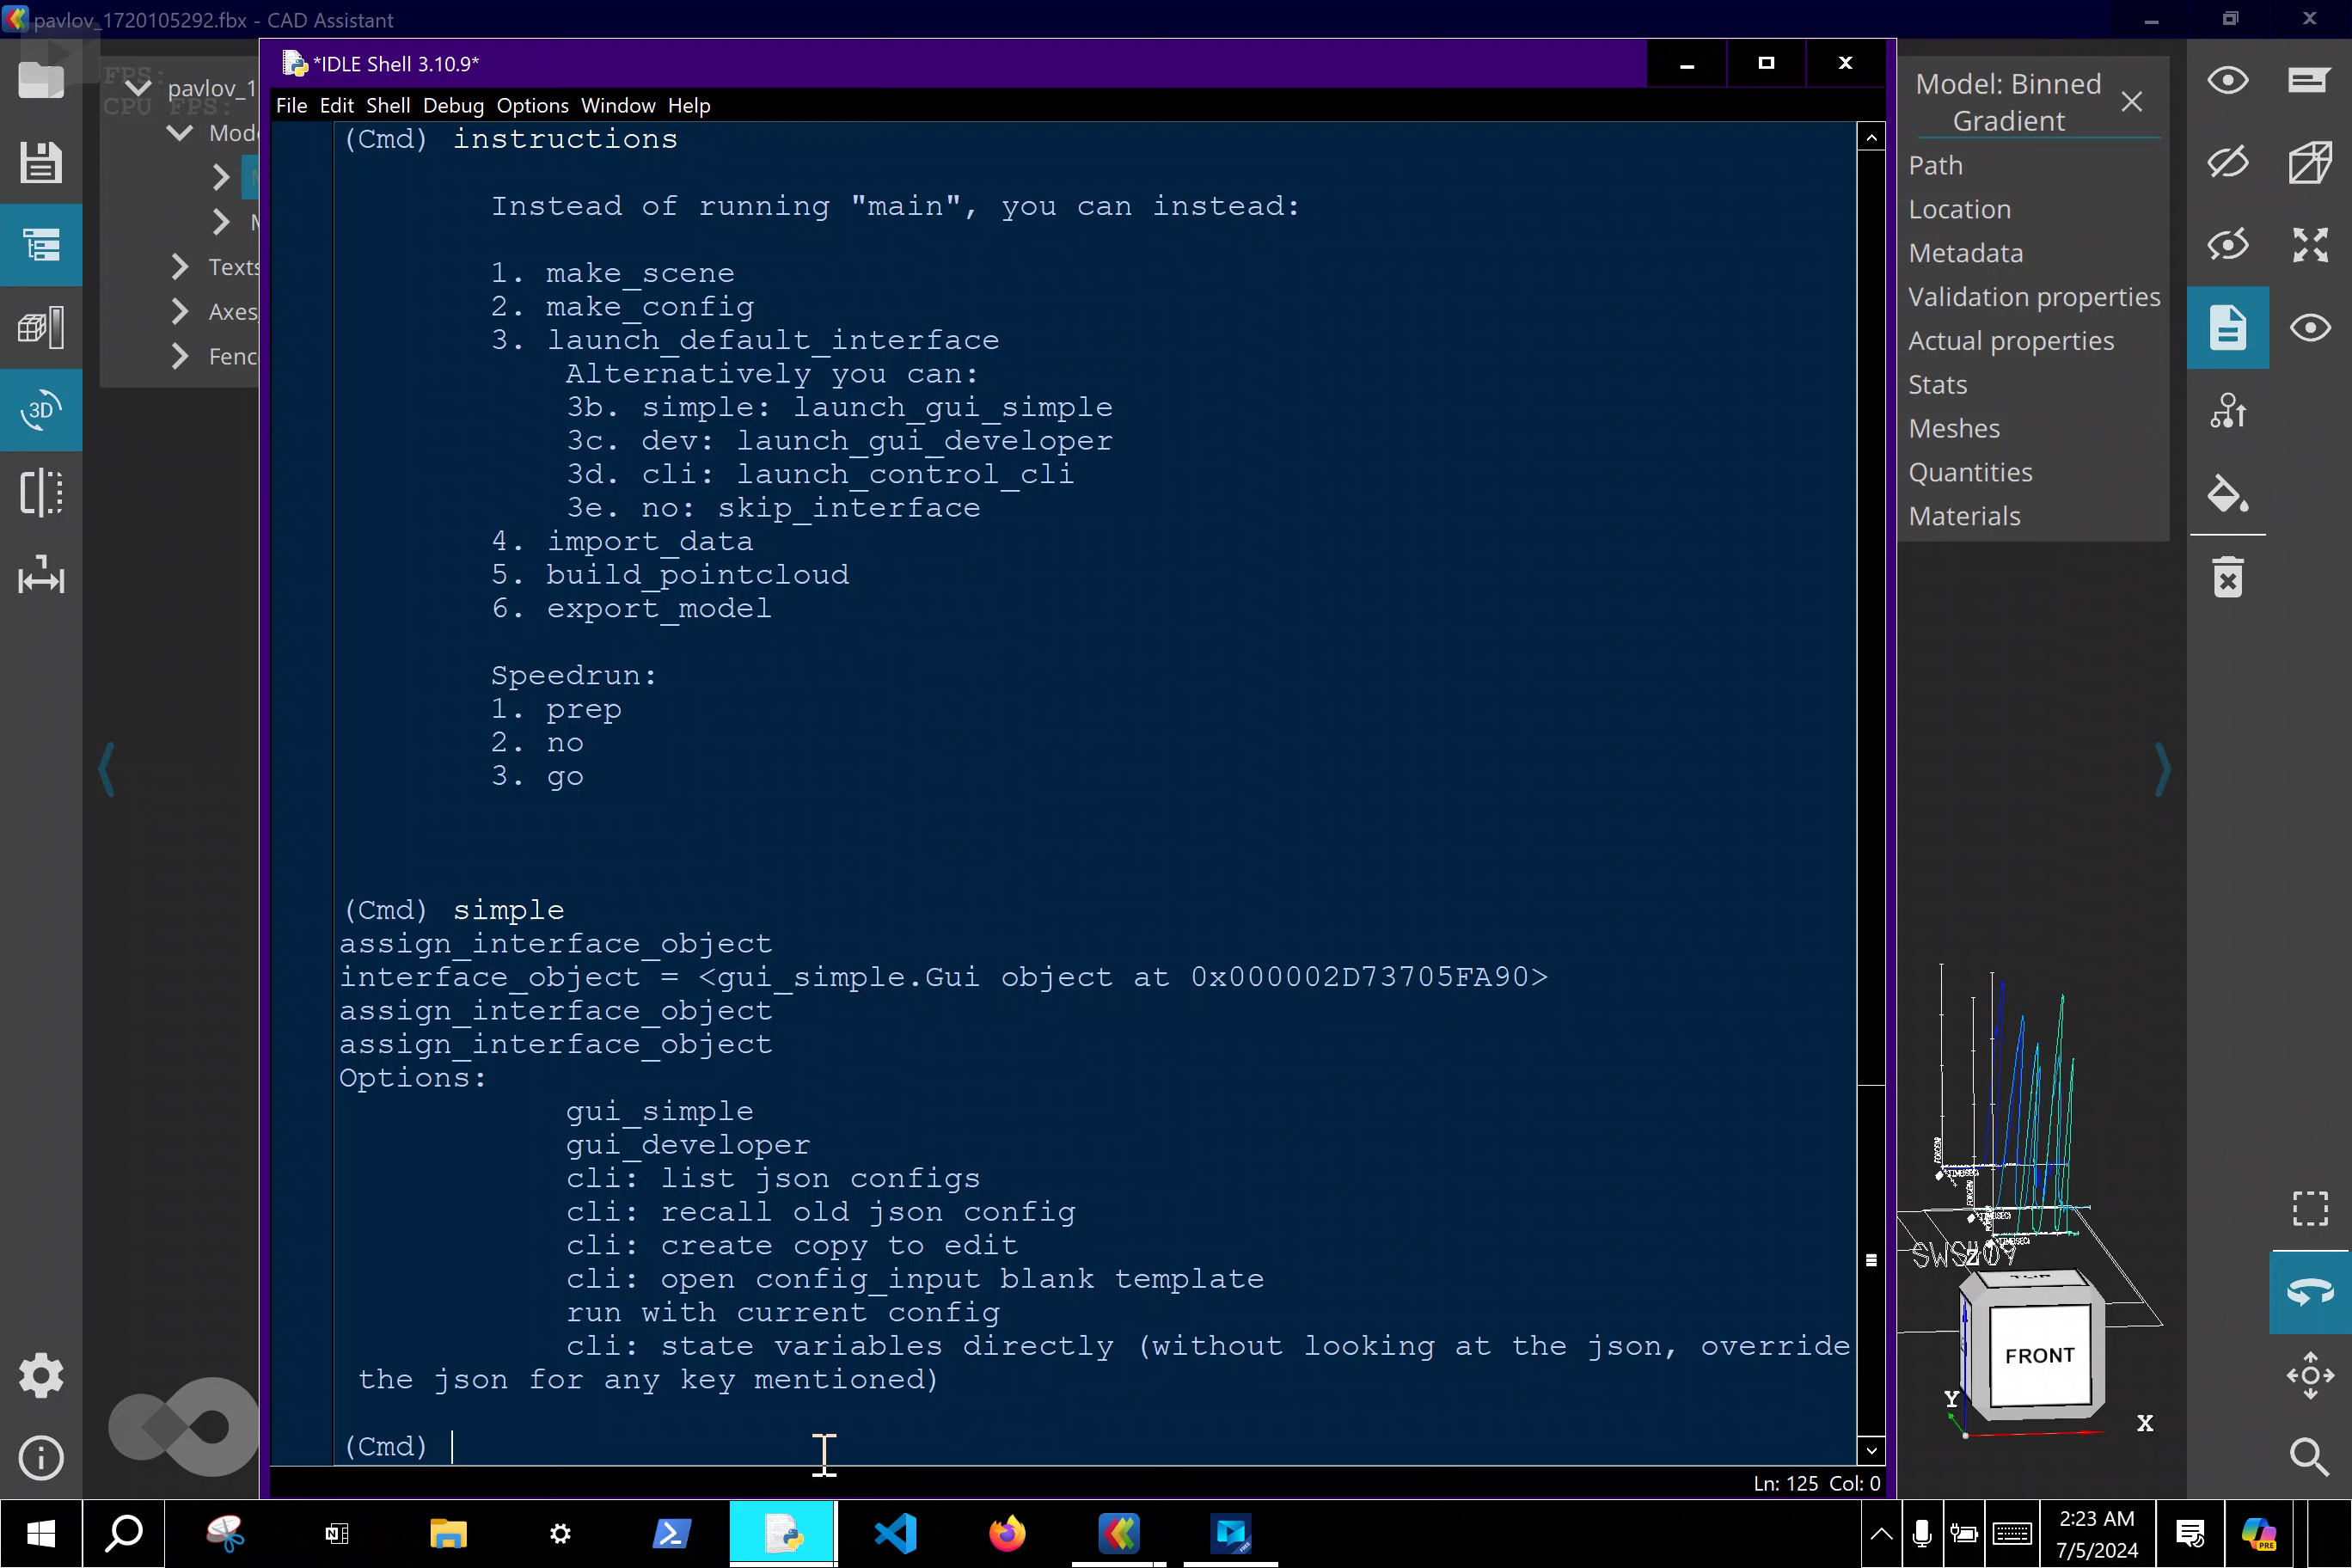 pavlov_1720105292.fbx - CAD Assistant
FPS:
CPU FPS:
pavlov_1
Mode
Texts
Axes
Fenc
*IDLE Shell 3.10.9*
File Edit Shell Debug Options Window Help
(Cmd) instructions
Instead of running "main", you can instead:
1. make_scene
2. make_config
3. launch_default_interface
Alternatively you can:
3b. simple: launch_gui_simple
3c. dev: launch_gui_developer
3d. cli: launch_control_cli
3e. no: skip_interface
4. import_data
5. build_pointcloud
6. export_model
Speedrun:
1. prep
2. no
3. go
(Cmd) simple
assign_interface_object
interface_object = <gui_simple.Gui object at 0x000002D73705FA90>
assign_interface_object
assign_interface_object
Options:
gui_simple
gui_developer
cli: list json configs
cli: recall old json config
cli: create copy to edit
cli: open config_input blank template
run with current config
cli: state variables directly (without looking at the json, override
the json for any key mentioned)
(Cmd)
Ln: 125 Col: 0
Model: Binned
Gradient
Path
Location
Metadata
Validation properties
Actual properties
Stats
Meshes
Quantities
Materials
3D
FRONT
Y
X
Z
2:23 AM
7/5/2024
PRE